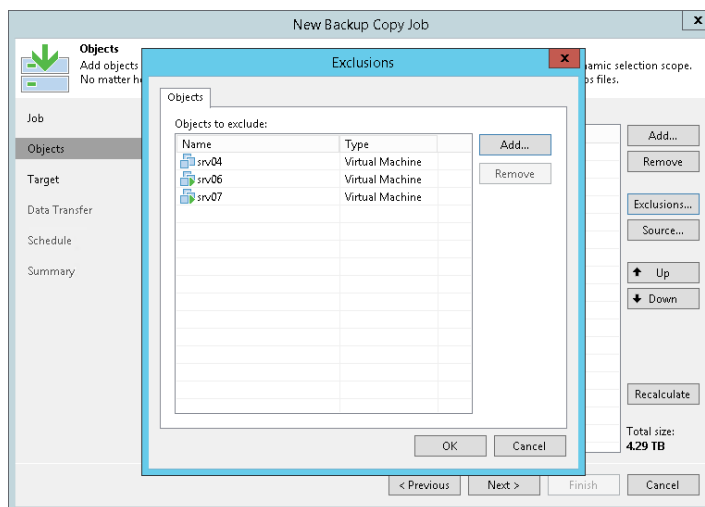 New Backup Copy Job
x
Objects
Add objects
No matter
namic selection scope.
os files.
Job
Objects
Target
Data Transfer
Schedule
Summary
Exclusions
x
Objects
Objects to exclude:
Name Type
srv04 Virtual Machine
srv06 Virtual Machine
srv07 Virtual Machine
Add...
Remove
OK Cancel
Add...
Remove
Exclusions...
Source...
Up
Down
Recalculate
Total size:
4.29 TB
< Previous Next > Finish Cancel